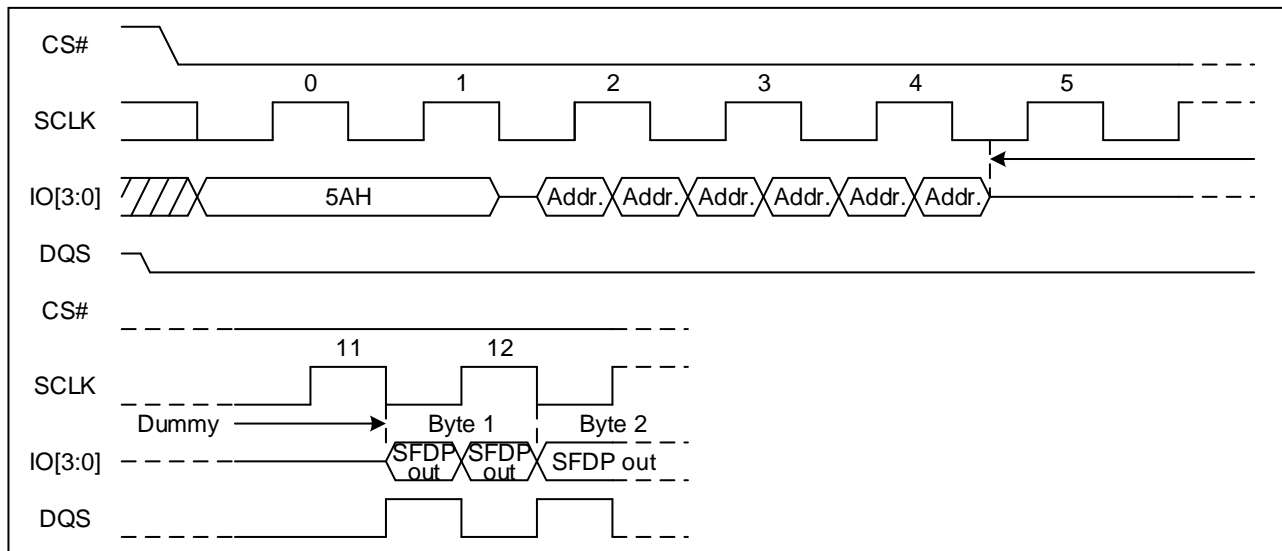 CS#
0 1 2 3 4 5
SCLK
IO[3:0] 5AH Addr. Addr. Addr. Addr. Addr. Addr.
DQS
CS#
11 12
SCLK
Dummy Byte 1 Byte 2
IO[3:0] SFDP out SFDP out SFDP out
DQS